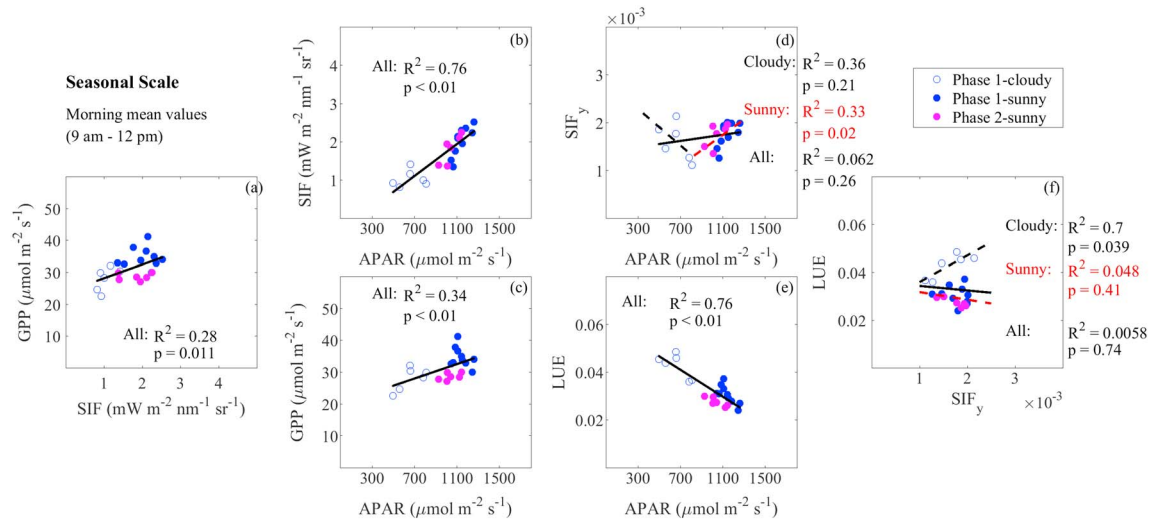 Seasonal Scale
Morning mean values
(9 am - 12 pm)
(a)
50
40
30
20
10
GPP (μmol m-2 s-1)
All: R2 = 0.28
p = 0.011
1 2 3 4
SIF (mW m-2 nm-1 sr-1)
(b)
All: R2 = 0.76
p < 0.01
5
4
3
2
1
SIF (mW m-2 nm-1 sr-1)
300 700 1100 1500
APAR (μmol m-2 s-1)
(c)
All: R2 = 0.34
p < 0.01
50
40
30
20
10
GPP (μmol m-2 s-1)
300 700 1100 1500
APAR (μmol m-2 s-1)
×10-3
(d)
Cloudy: R2 = 0.36
p = 0.21
Sunny: R2 = 0.33
p = 0.02
All: R2 = 0.062
p = 0.26
3
2
1
SIFy
300 700 1100 1500
APAR (μmol m-2 s-1)
(e)
All: R2 = 0.76
p < 0.01
0.06
0.04
0.02
LUE
300 700 1100 1500
APAR (μmol m-2 s-1)
Phase 1-cloudy
Phase 1-sunny
Phase 2-sunny
(f)
Cloudy: R2 = 0.7
p = 0.039
Sunny: R2 = 0.048
p = 0.41
All: R2 = 0.0058
p = 0.74
0.06
0.04
0.02
LUE
1 2 3
SIFy
×10-3